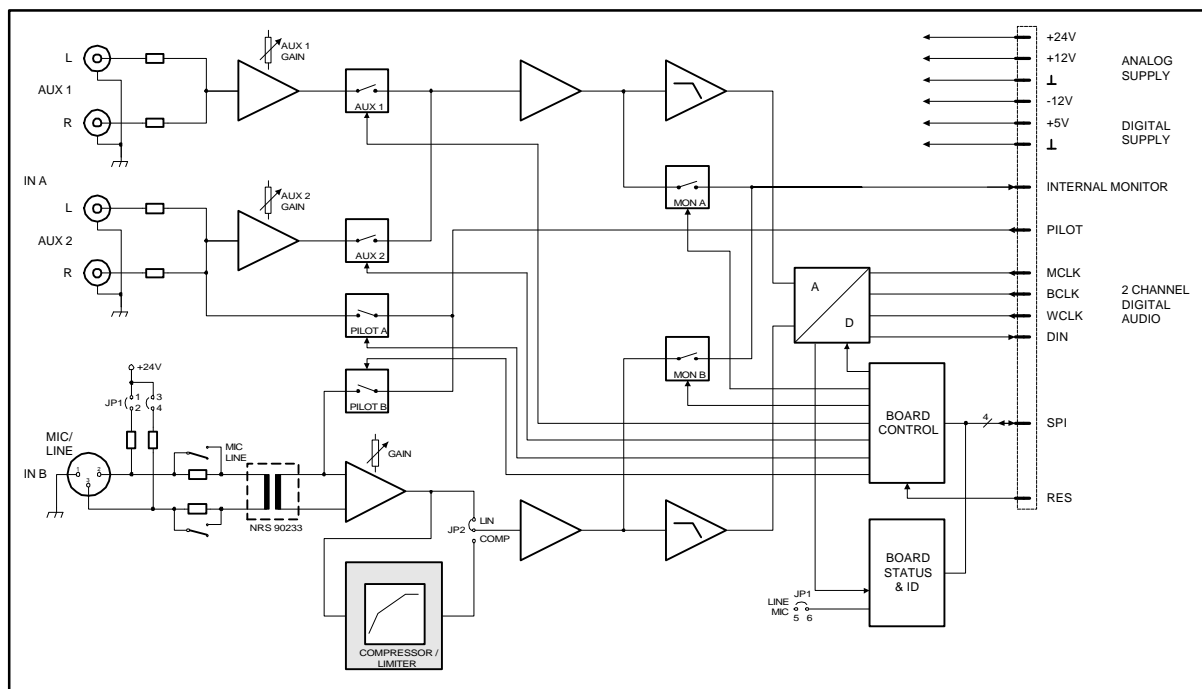 L
AUX 1
R
AUX 1
GAIN
AUX 1
IN A
L
AUX 2
R
AUX 2
GAIN
AUX 2
PILOT A
PILOT B
MON A
MON B
+24V
JP1
1
2
3
4
MIC/
LINE
IN B
1
2
3
MIC
LINE
NRS 90233
GAIN
JP2
LIN
COMP
COMPRESSOR /
LIMITER
A
D
BOARD
CONTROL
BOARD
STATUS
& ID
JP1
LINE
MIC
5 6
4
+24V
+12V
⊥
-12V
+5V
⊥
ANALOG
SUPPLY
DIGITAL
SUPPLY
INTERNAL MONITOR
PILOT
MCLK
BCLK
WCLK
DIN
2 CHANNEL
DIGITAL
AUDIO
SPI
RES